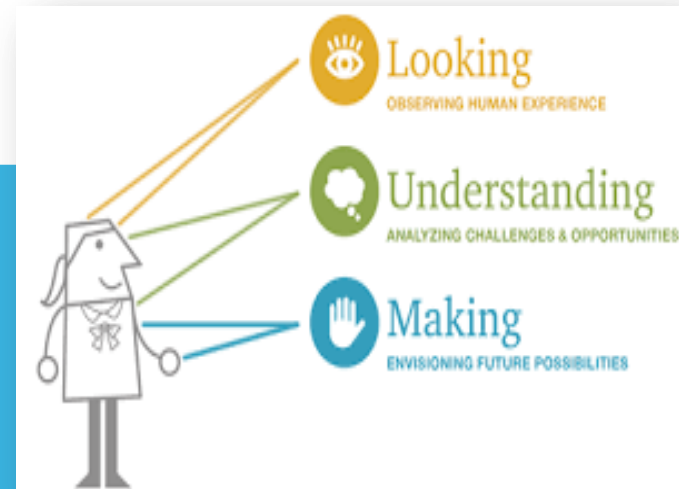 Looking
OBSERVING HUMAN EXPERIENCE
Understanding
ANALYZING CHALLENGES & OPPORTUNITIES
Making
ENVISIONING FUTURE POSSIBILITIES